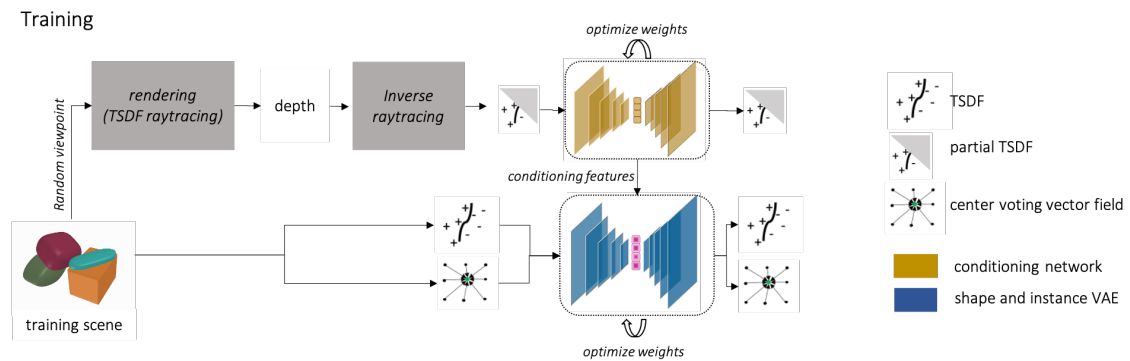 Training
optimize weights
Random viewpoint
rendering
(TSDF raytracing)
depth
Inverse
raytracing
conditioning features
training scene
optimize weights
TSDF
partial TSDF
center voting vector field
conditioning network
shape and instance VAE